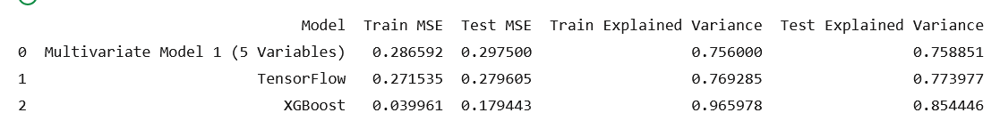 Model Train MSE Test MSE Train Explained Variance Test Explained Variance
0 Multivariate Model 1 (5 Variables) 0.286592 0.297500 0.756000 0.758851
1 TensorFlow 0.271535 0.279605 0.769285 0.773977
2 XGBoost 0.039961 0.179443 0.965978 0.854446